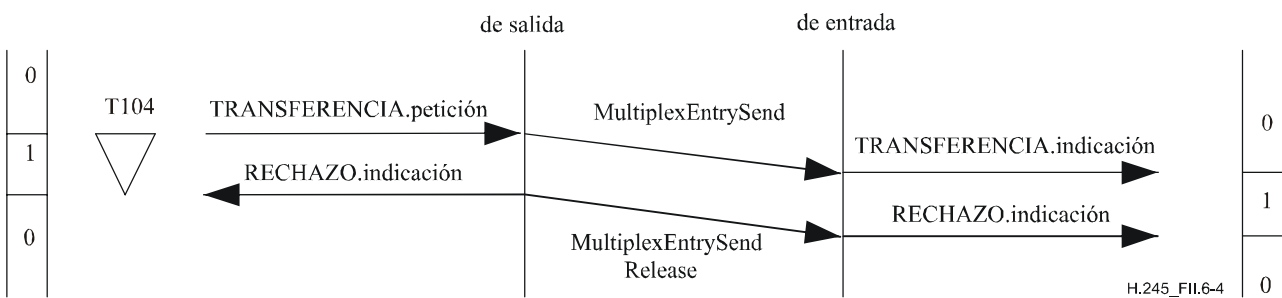 de salida
de entrada
0
T104
TRANSFERENCIA.petición
MultiplexEntrySend
0
1
TRANSFERENCIA.indicación
RECHAZO.indicación
1
RECHAZO.indicación
0
MultiplexEntrySend
Release
H.245_FII.6-4
0